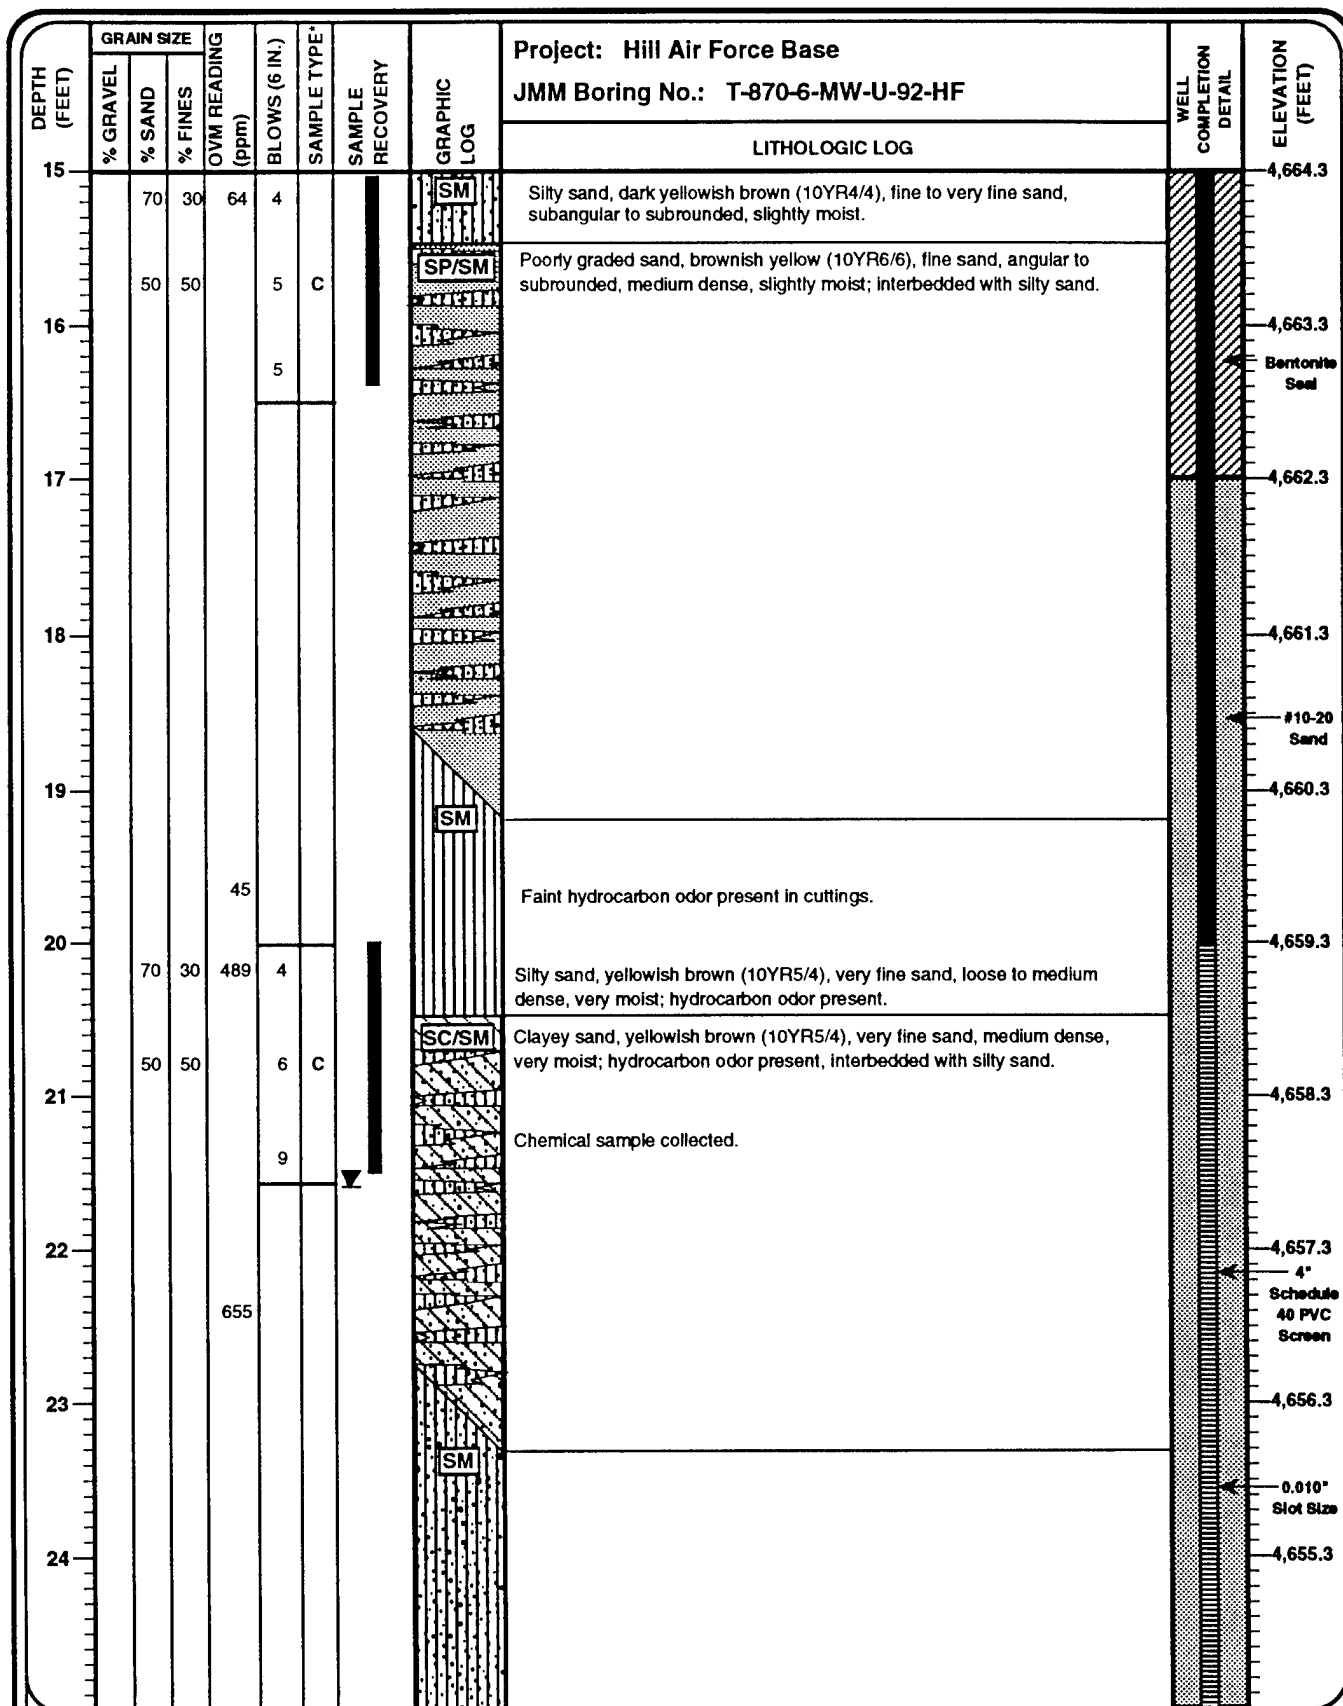 Project: Hill Air Force Base
JMM Boring No.: T-870-6-MW-U-92-HF
DEPTH (FEET)
GRAIN SIZE
% GRAVEL
% SAND
% FINES
OVM READING (ppm)
BLOWS (6 IN.)
SAMPLE TYPE*
SAMPLE RECOVERY
GRAPHIC LOG
LITHOLOGIC LOG
WELL COMPLETION DETAIL
ELEVATION (FEET)
15
4,664.3
70 30 64 4
SM
Silty sand, dark yellowish brown (10YR4/4), fine to very fine sand,
subangular to subrounded, slightly moist.
SP/SM
Poorly graded sand, brownish yellow (10YR6/6), fine sand, angular to
subrounded, medium dense, slightly moist; interbedded with silty sand.
50 50 5 C
16
4,663.3
5
Bentonite
Seal
17
4,662.3
18
4,661.3
#10-20
Sand
19
4,660.3
SM
45
Faint hydrocarbon odor present in cuttings.
20
4,659.3
70 30 489 4
Silty sand, yellowish brown (10YR5/4), very fine sand, loose to medium
dense, very moist; hydrocarbon odor present.
SC/SM
Clayey sand, yellowish brown (10YR5/4), very fine sand, medium dense,
very moist; hydrocarbon odor present, interbedded with silty sand.
50 50 6 C
21
4,658.3
Chemical sample collected.
9
22
4,657.3
4"
Schedule
40 PVC
Screen
655
23
4,656.3
SM
0.010"
Slot Size
24
4,655.3